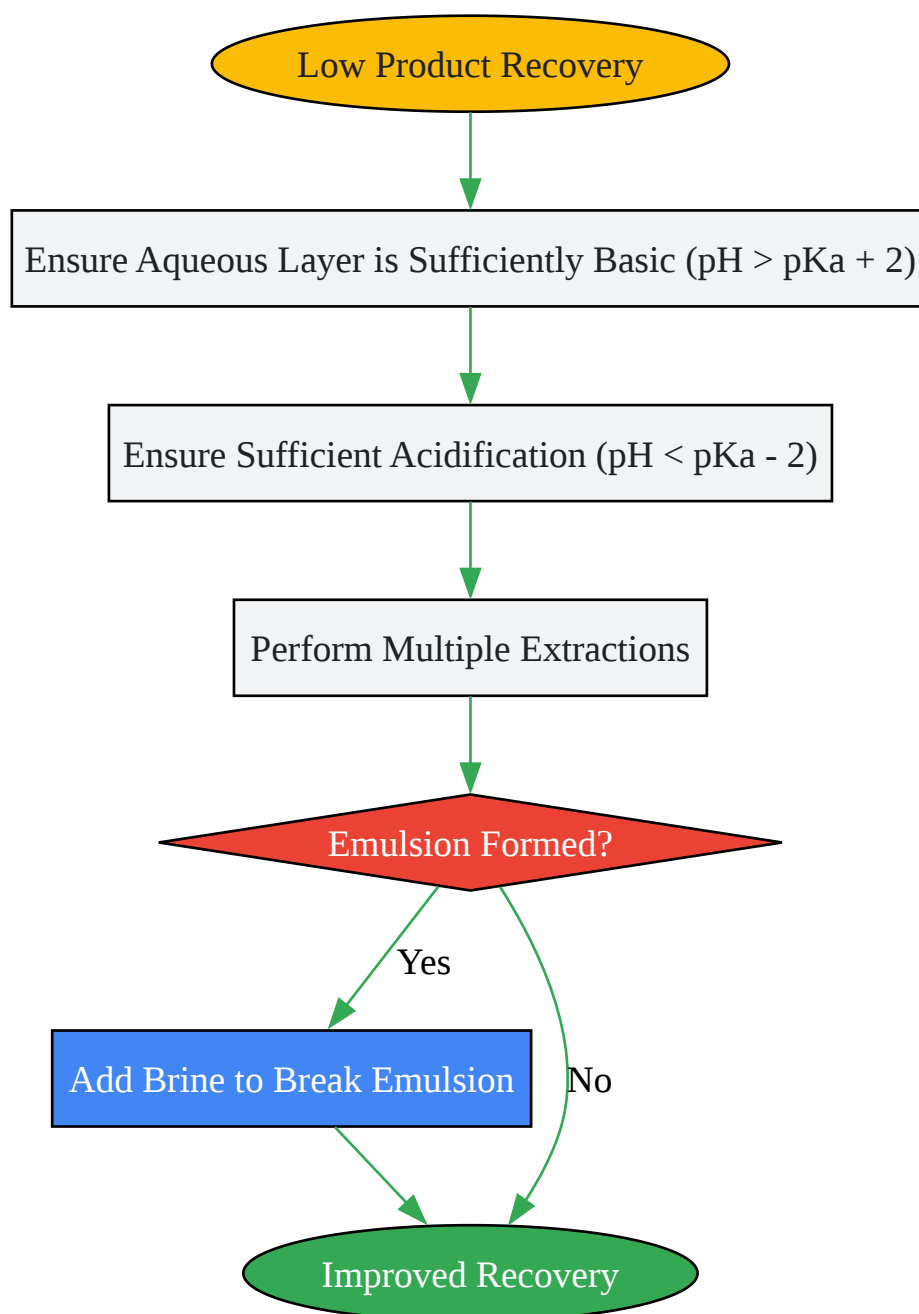 Low Product Recovery
Ensure Aqueous Layer is Sufficiently Basic (pH > pKa + 2)
Ensure Sufficient Acidification (pH < pKa - 2)
Perform Multiple Extractions
Emulsion Formed?
Yes
Add Brine to Break Emulsion
No
Improved Recovery